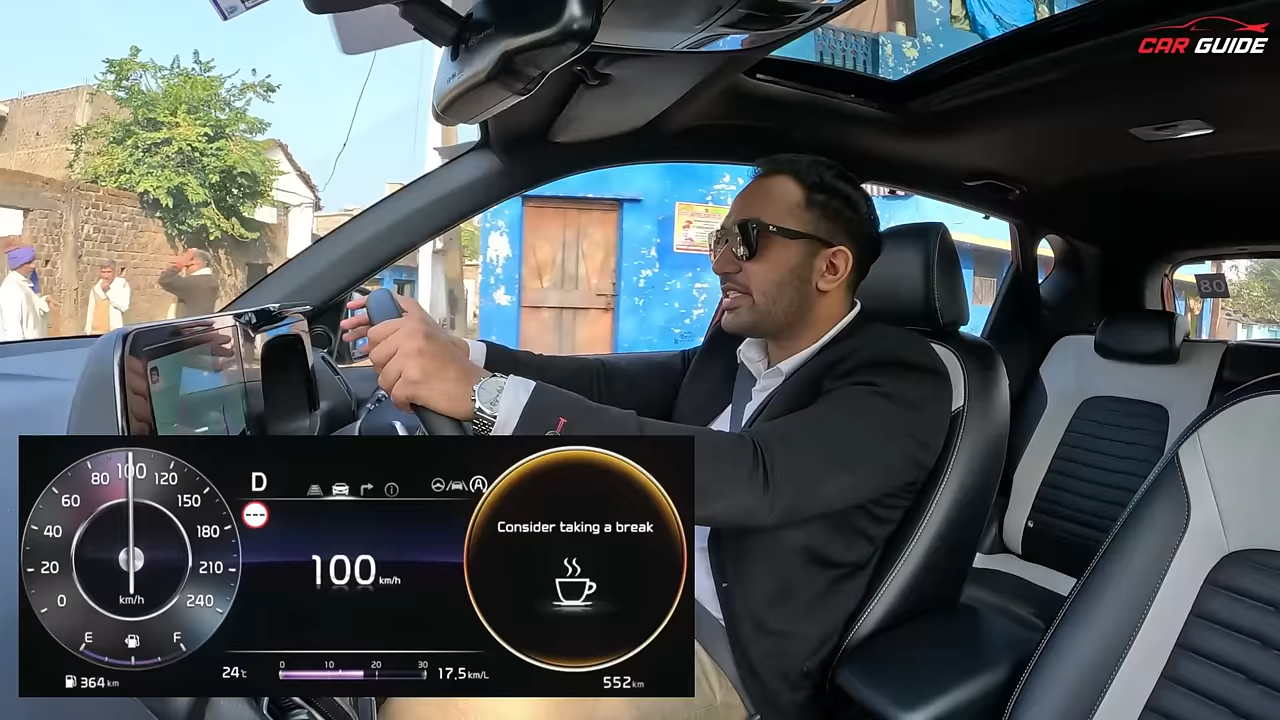 CAR GUIDE
80
80 100 120
60 150
40 180
20 210
0 km/h 240
E F
364 km
D
---
100 km/h
24℃
0 10 20 30
17.5 km/L
Consider taking a break
552 km